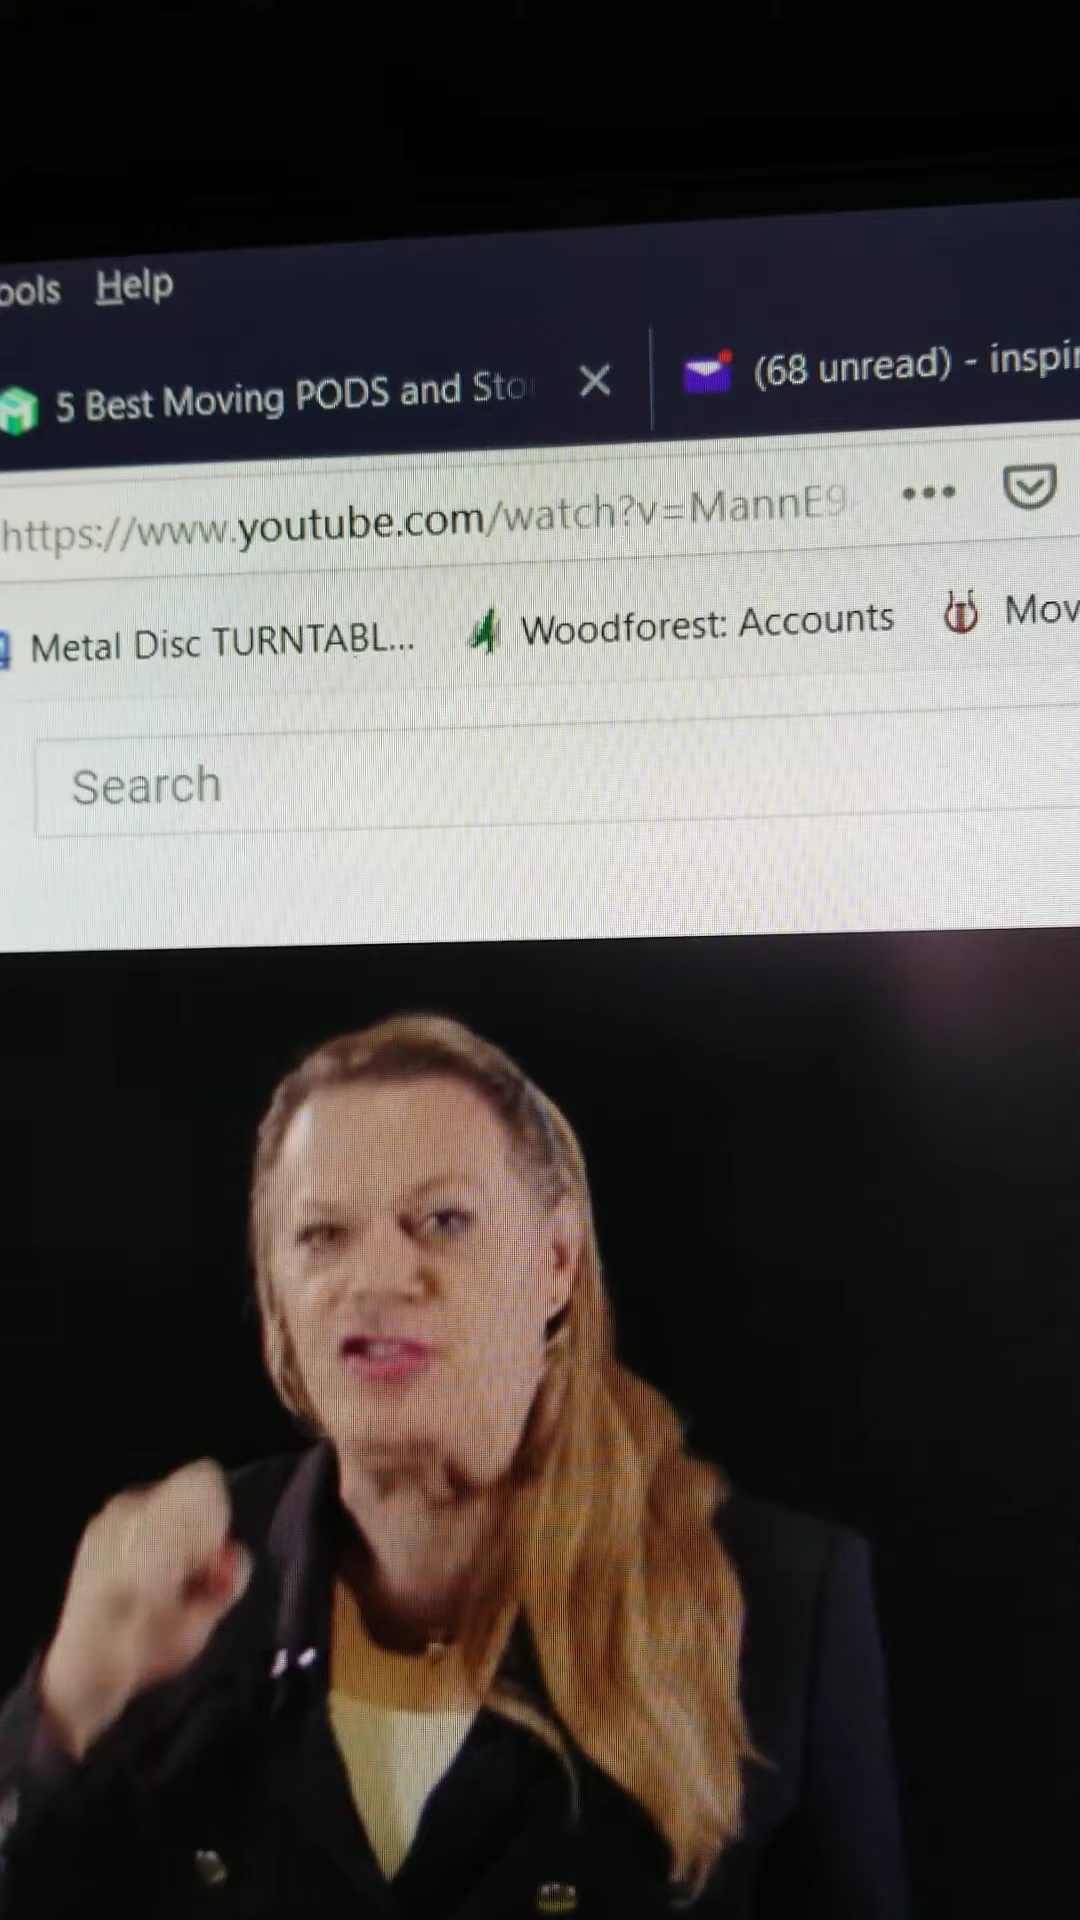 ools Help
5 Best Moving PODS and Sto
(68 unread) - inspir
https://www.youtube.com/watch?v=MannE9
Metal Disc TURNTABL... Woodforest: Accounts Mov
Search